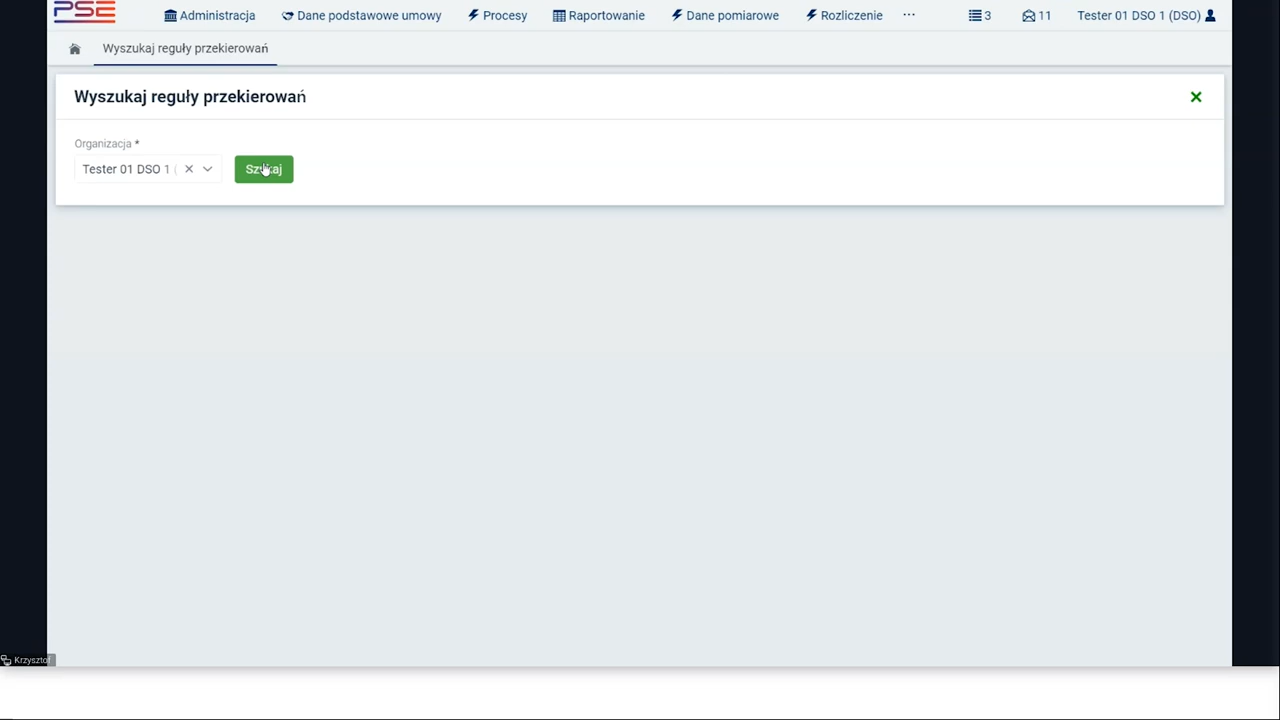 PSE
Administracja Dane podstawowe umowy Procesy Raportowanie Dane pomiarowe Rozliczenie ··· 3 11 Tester 01 DSO 1 (DSO)
Wyszukaj reguły przekierowań
Wyszukaj reguły przekierowań
Organizacja *
Tester 01 DSO 1 (
Szukaj
Krzysztof